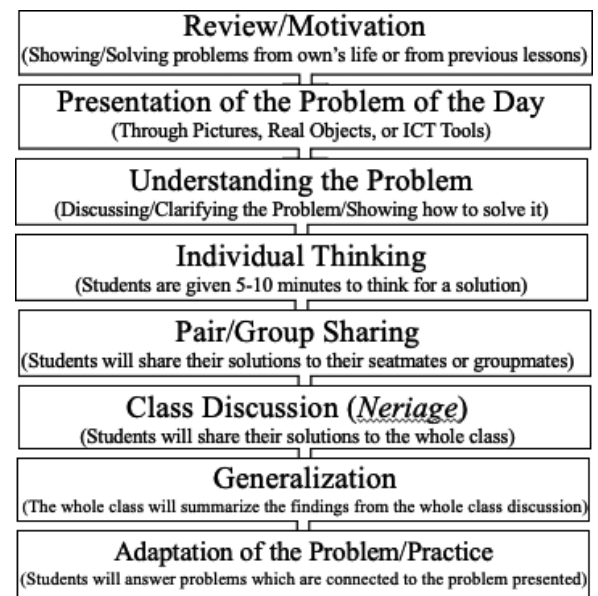 Review/Motivation
(Showing/Solving problems from own's life or from previous lessons)
Presentation of the Problem of the Day
(Through Pictures, Real Objects, or ICT Tools)
Understanding the Problem
(Discussing/Clarifying the Problem/Showing how to solve it)
Individual Thinking
(Students are given 5-10 minutes to think for a solution)
Pair/Group Sharing
(Students will share their solutions to their seatmates or groupmates)
Class Discussion (Neriage)
(Students will share their solutions to the whole class)
Generalization
(The whole class will summarize the findings from the whole class discussion)
Adaptation of the Problem/Practice
(Students will answer problems which are connected to the problem presented)